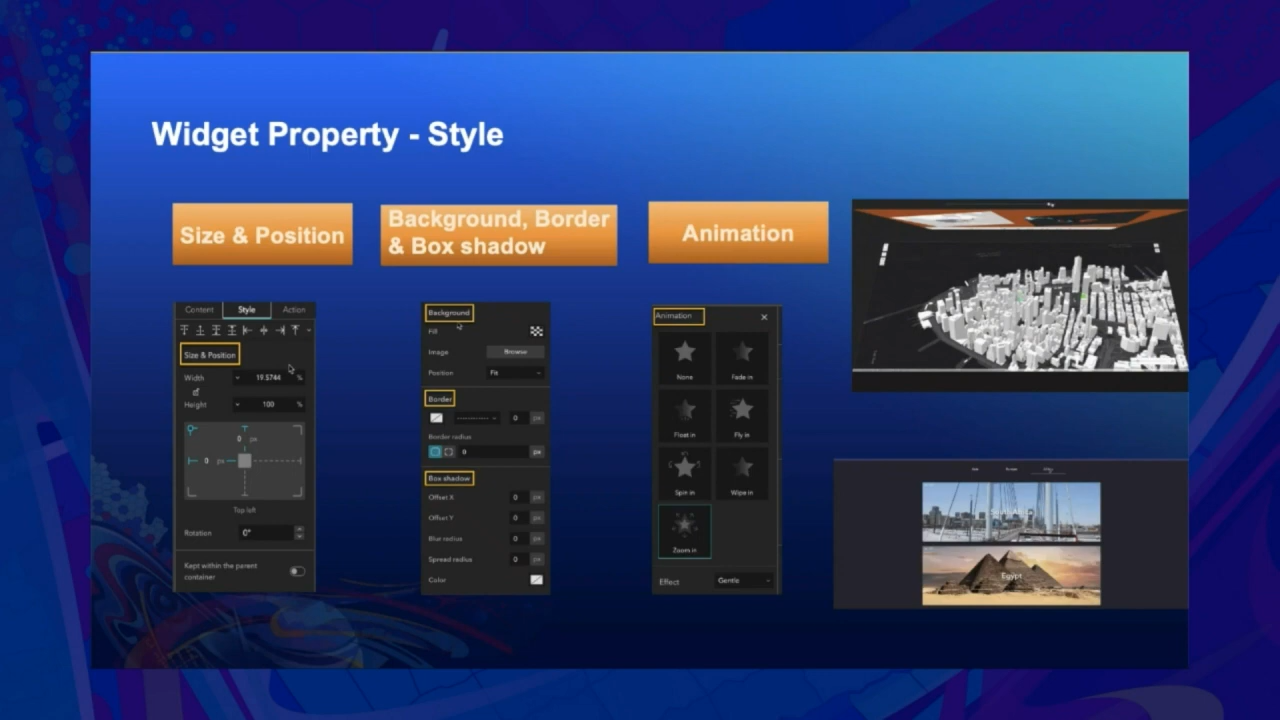 Widget Property - Style
Size & Position
Background, Border
& Box shadow
Animation
Content Style Action
Size & Position
Width 19.5744 %
Height 100 %
0 px
0 px
Top left
Rotation 0°
Kept within the parent
container
Background
Fill
Image Browse
Position Fit
Border
0 px
Border radius
0 px
Box shadow
Offset X 0 px
Offset Y 0 px
Blur radius 0 px
Spread radius 0 px
Color
Animation
None Fade in
Float in Fly in
Spin in Wipe in
Zoom in
Effect Gentle
South Africa
Egypt